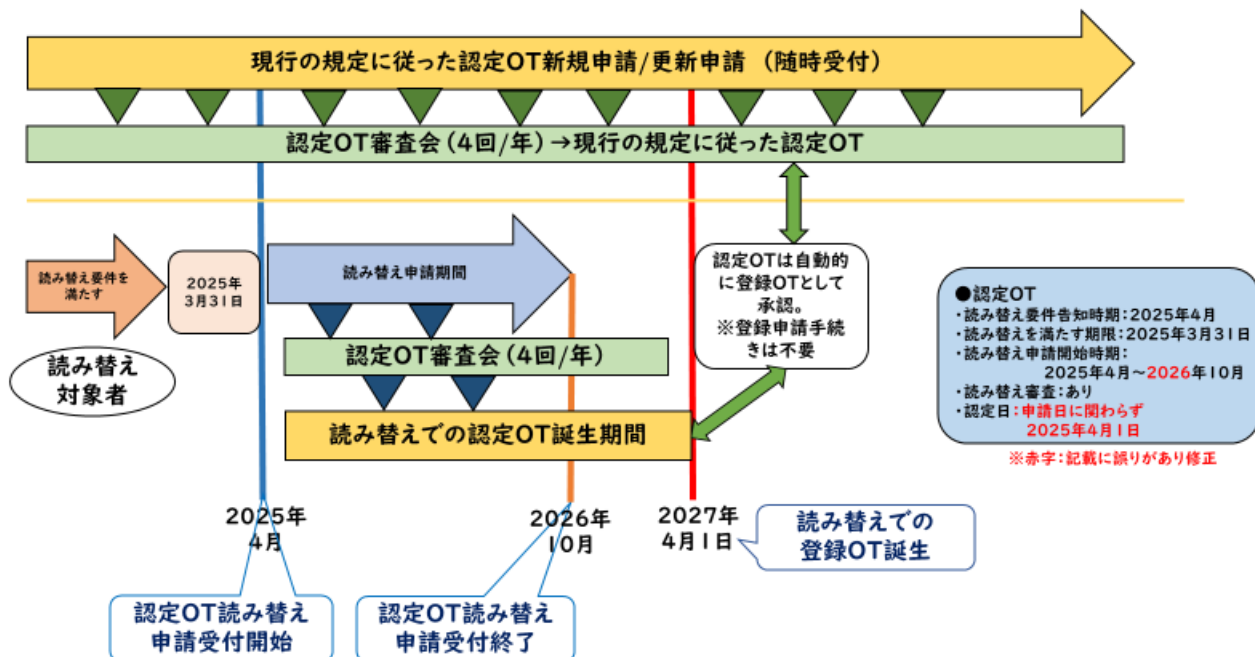 現行の規定に従った認定OT新規申請/更新申請 (随時受付)
認定OT審査会(4回/年)→現行の規定に従った認定OT
読み替え要件を
満たす
2025年
3月31日
読み替え申請期間
認定OTは自動的
に登録OTとして
承認。
※登録申請手続
きは不要
読み替え
対象者
認定OT審査会(4回/年)
読み替えでの認定OT誕生期間
●認定OT
・読み替え要件告知時期:2025年4月
・読み替えを満たす期限:2025年3月31日
・読み替え申請開始時期:
2025年4月~2026年10月
・読み替え審査:あり
・認定日:申請日に関わらず
2025年4月1日
※赤字:記載に誤りがあり修正
2025年
4月
2026年
10月
2027年
4月1日
読み替えでの
登録OT誕生
認定OT読み替え
申請受付開始
認定OT読み替え
申請受付終了